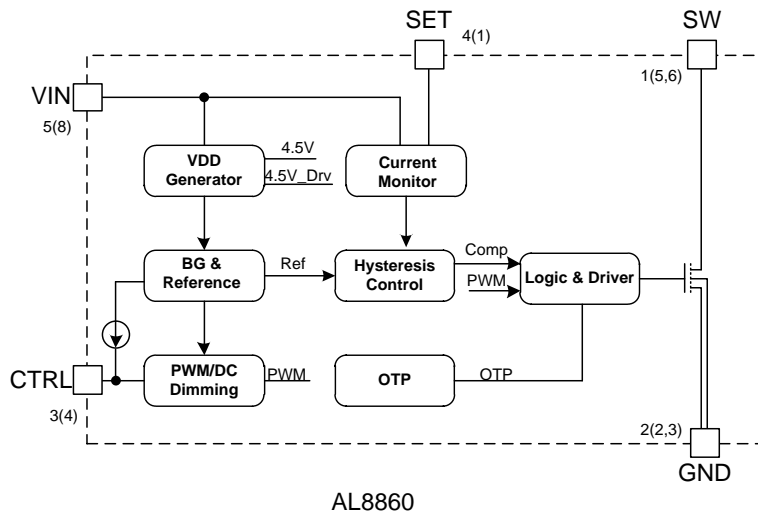 SET
4(1)
SW
1(5,6)
VIN
5(8)
VDD
Generator
4.5V
4.5V_Drv
Current
Monitor
BG &
Reference
Ref
Hysteresis
Control
Comp
PWM
Logic & Driver
CTRL
3(4)
PWM/DC
Dimming
PWM
OTP
OTP
2(2,3)
GND
AL8860